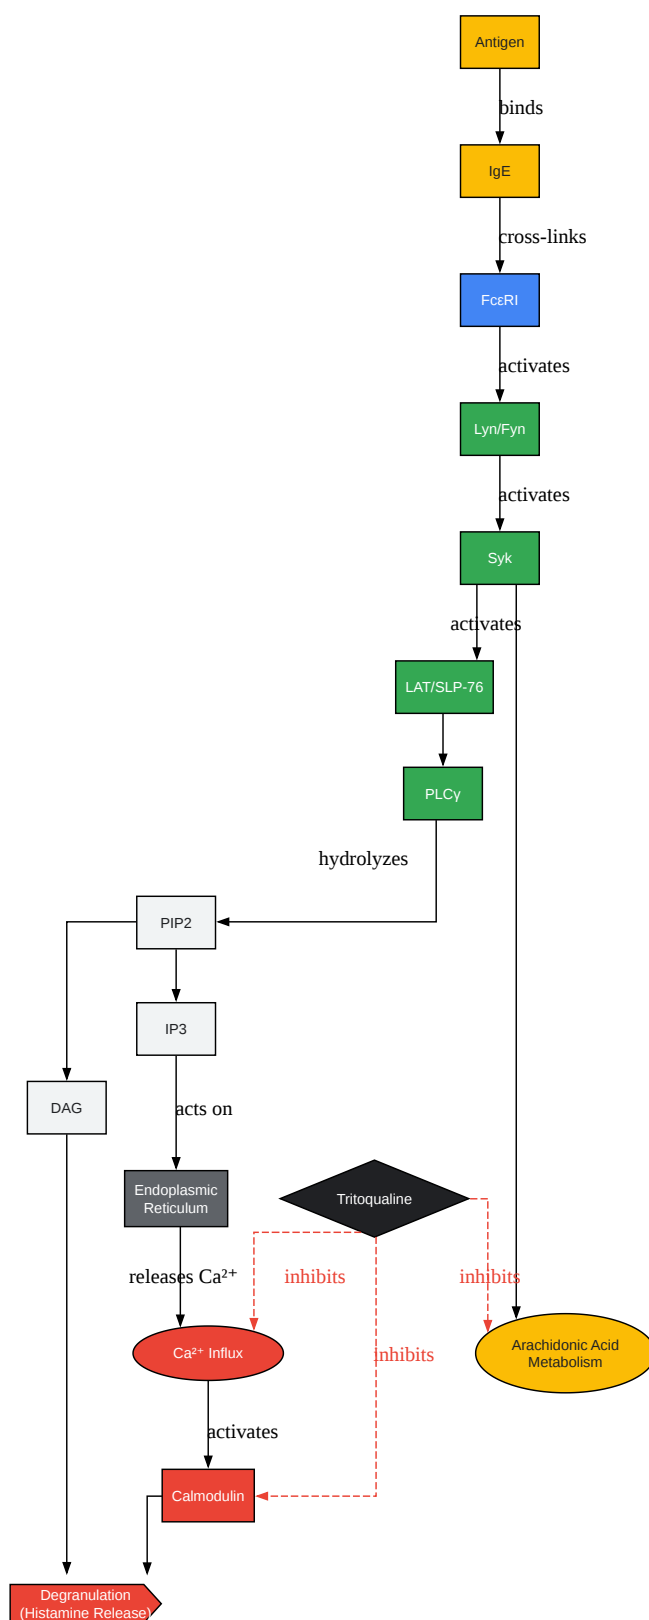 Antigen
binds
IgE
cross-links
FcεRI
activates
Lyn/Fyn
activates
Syk
activates
LAT/SLP-76
PLCγ
hydrolyzes
PIP2
IP3
DAG
acts on
Endoplasmic
Reticulum
Tritoqualine
releases Ca²⁺
inhibits
inhibits
Ca²⁺ Influx
inhibits
Arachidonic Acid
Metabolism
activates
Calmodulin
Degranulation
(Histamine Release)